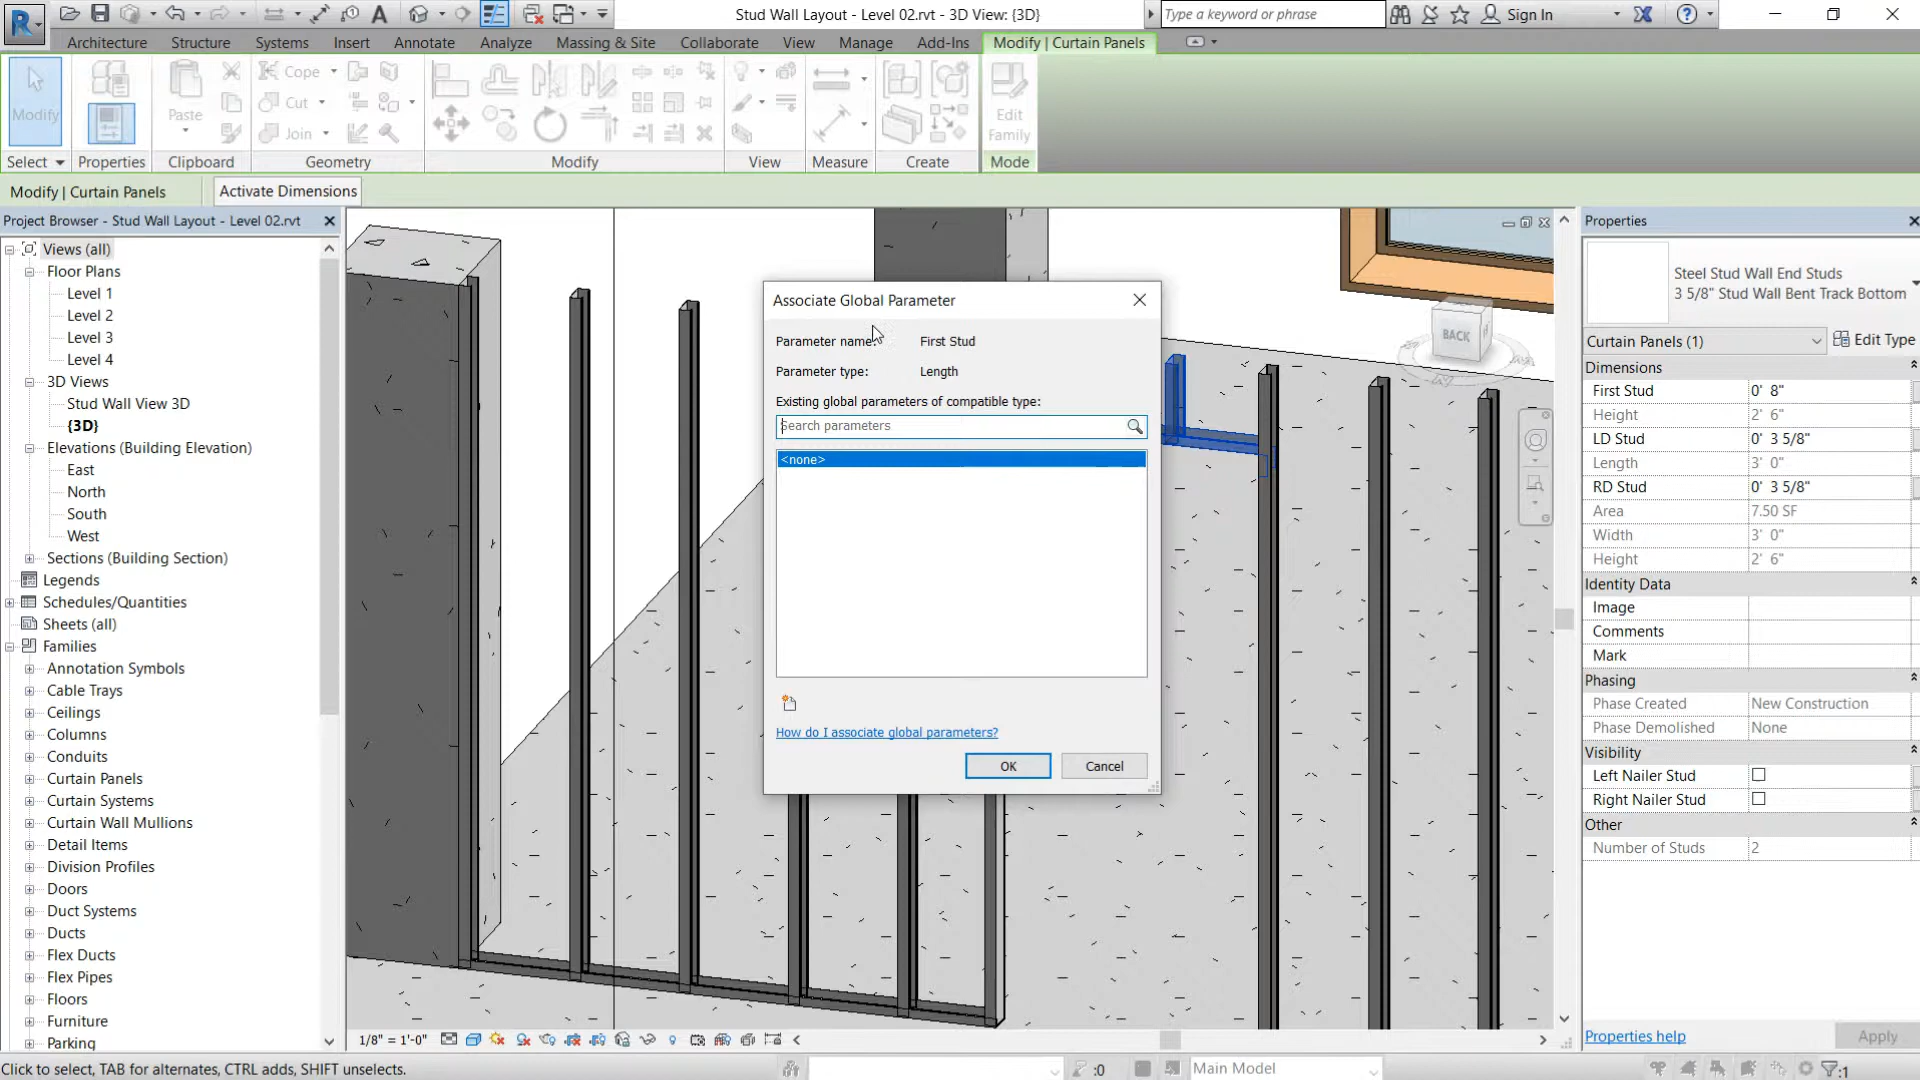 Stud Wall Layout - Level 02.rvt - 3D View: {3D}
Type a keyword or phrase
Sign In
Architecture
Structure
Systems
Insert
Annotate
Analyze
Massing & Site
Collaborate
View
Manage
Add-Ins
Modify | Curtain Panels
Modify
Paste
Cope
Cut
Join
Edit
Family
Select
Properties
Clipboard
Geometry
Modify
View
Measure
Create
Mode
Modify | Curtain Panels
Activate Dimensions
Project Browser - Stud Wall Layout - Level 02.rvt
Views (all)
Floor Plans
Level 1
Level 2
Level 3
Level 4
3D Views
Stud Wall View 3D
{3D}
Elevations (Building Elevation)
East
North
South
West
Sections (Building Section)
Legends
Schedules/Quantities
Sheets (all)
Families
Annotation Symbols
Cable Trays
Ceilings
Columns
Conduits
Curtain Panels
Curtain Systems
Curtain Wall Mullions
Detail Items
Division Profiles
Doors
Duct Systems
Ducts
Flex Ducts
Flex Pipes
Floors
Furniture
Parking
Associate Global Parameter
Parameter name: First Stud
Parameter type: Length
Existing global parameters of compatible type:
Search parameters
<none>
How do I associate global parameters?
OK
Cancel
BACK
Properties
Steel Stud Wall End Studs
3 5/8" Stud Wall Bent Track Bottom
Curtain Panels (1)
Edit Type
Dimensions
First Stud 0' 8"
Height 2' 6"
LD Stud 0' 3 5/8"
Length 3' 0"
RD Stud 0' 3 5/8"
Area 7.50 SF
Width 3' 0"
Height 2' 6"
Identity Data
Image
Comments
Mark
Phasing
Phase Created New Construction
Phase Demolished None
Visibility
Left Nailer Stud
Right Nailer Stud
Other
Number of Studs 2
Properties help
Apply
1/8" = 1'-0"
Click to select, TAB for alternates, CTRL adds, SHIFT unselects.
:0
Main Model
:1